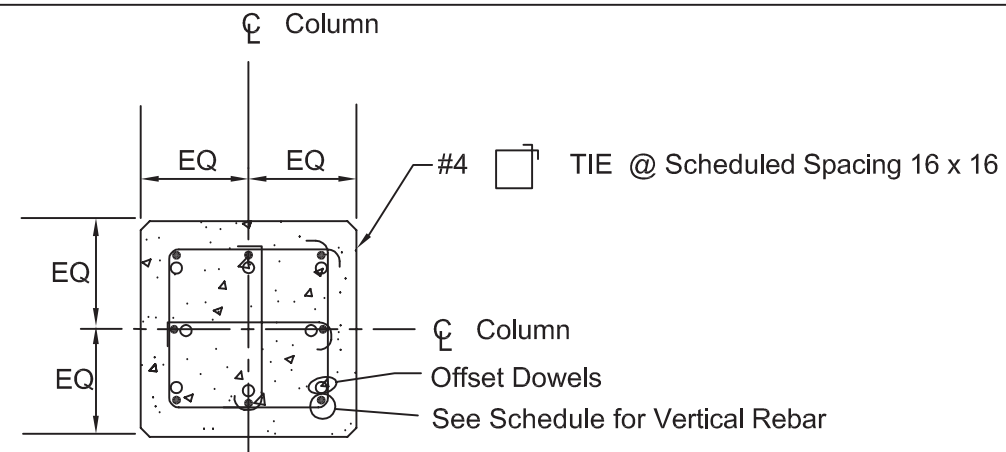 ℄ Column
EQ EQ
#4 TIE @ Scheduled Spacing 16 x 16
EQ
℄ Column
EQ
Offset Dowels
See Schedule for Vertical Rebar